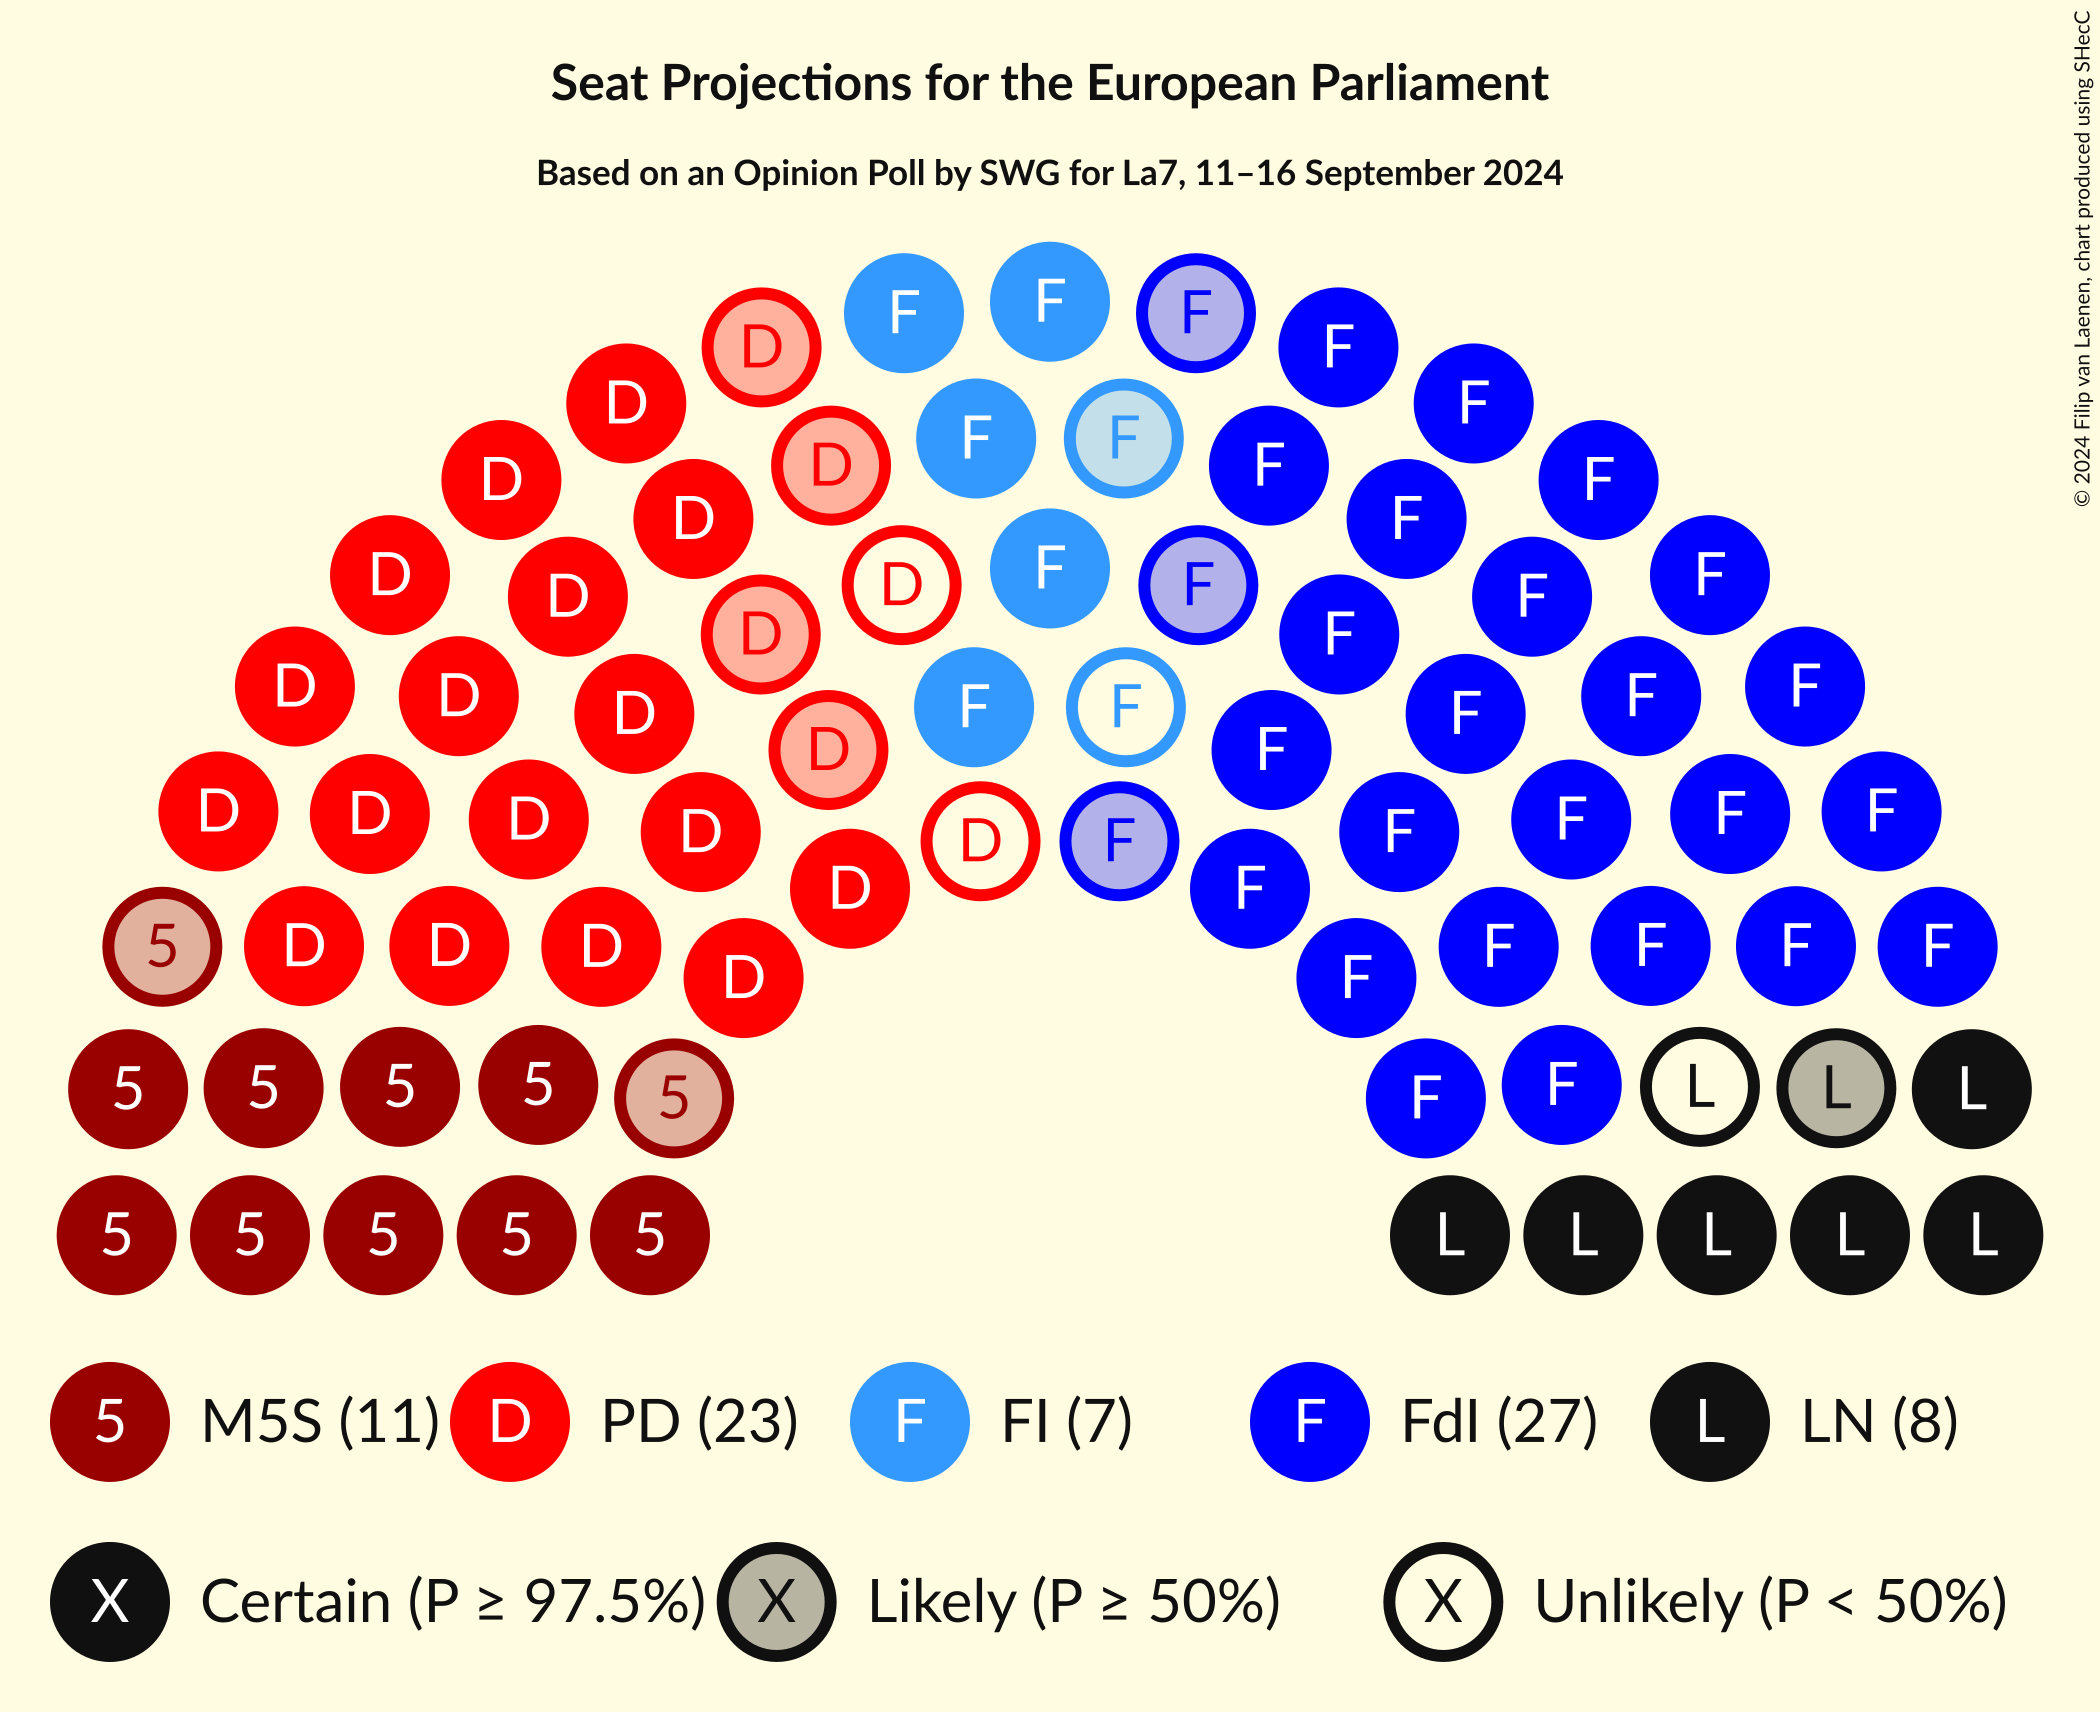 Seat Projections for the European Parliament
Based on an Opinion Poll by SWG for La7, 11–16 September 2024
© 2024 Filip van Laenen, chart produced using SHecC
F F F
D F
D F
F F
D F
D F
D F
D D D F F F F
D F
D D D F F F F F
D F
D D D D D F F F F F
D F
5 D D D F F F F
D F
5 5 5 5 5 F F L L L
5 5 5 5 5 L L L L L
5 M5S (11) D PD (23) F FI (7) F FdI (27) L LN (8)
X Certain (P ≥ 97.5%) X Likely (P ≥ 50%) X Unlikely (P < 50%)